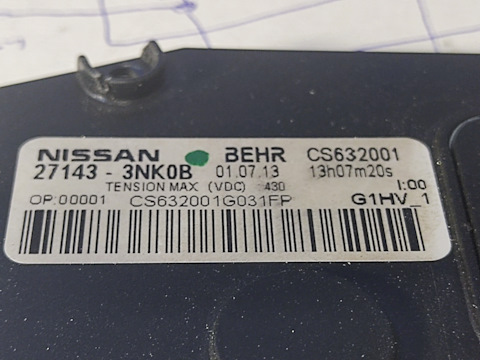 NISSAN BEHR CS632001
27143 - 3NK0B 01.07.13 13h07m20s
TENSION MAX (VDC) 430
OP:00001 CS632001G031FP I:00
G1HV_1